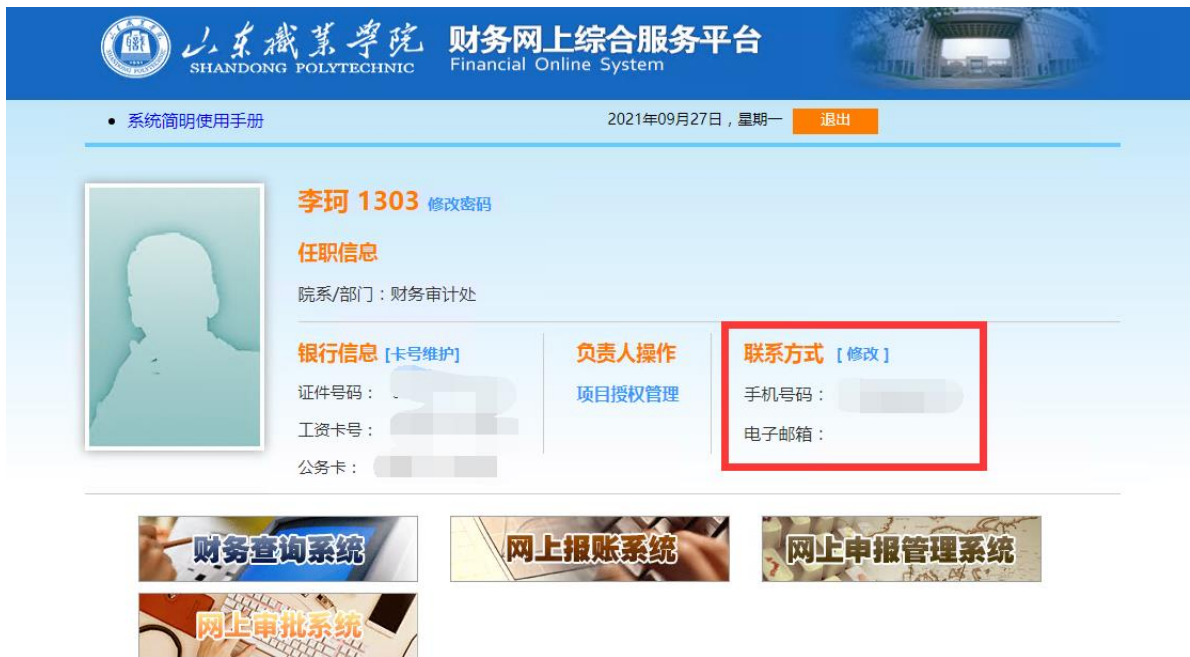 山东职业学院 财务网上综合服务平台
SHANDONG POLYTECHNIC Financial Online System
系统简明使用手册 2021年09月27日,星期一 退出
李珂 1303 修改密码
任职信息
院系/部门:财务审计处
银行信息 [卡号维护] 负责人操作 联系方式 [修改]
证件号码: 项目授权管理 手机号码:
工资卡号: 电子邮箱:
公务卡:
财务查询系统 网上报账系统 网上申报管理系统
网上审批系统